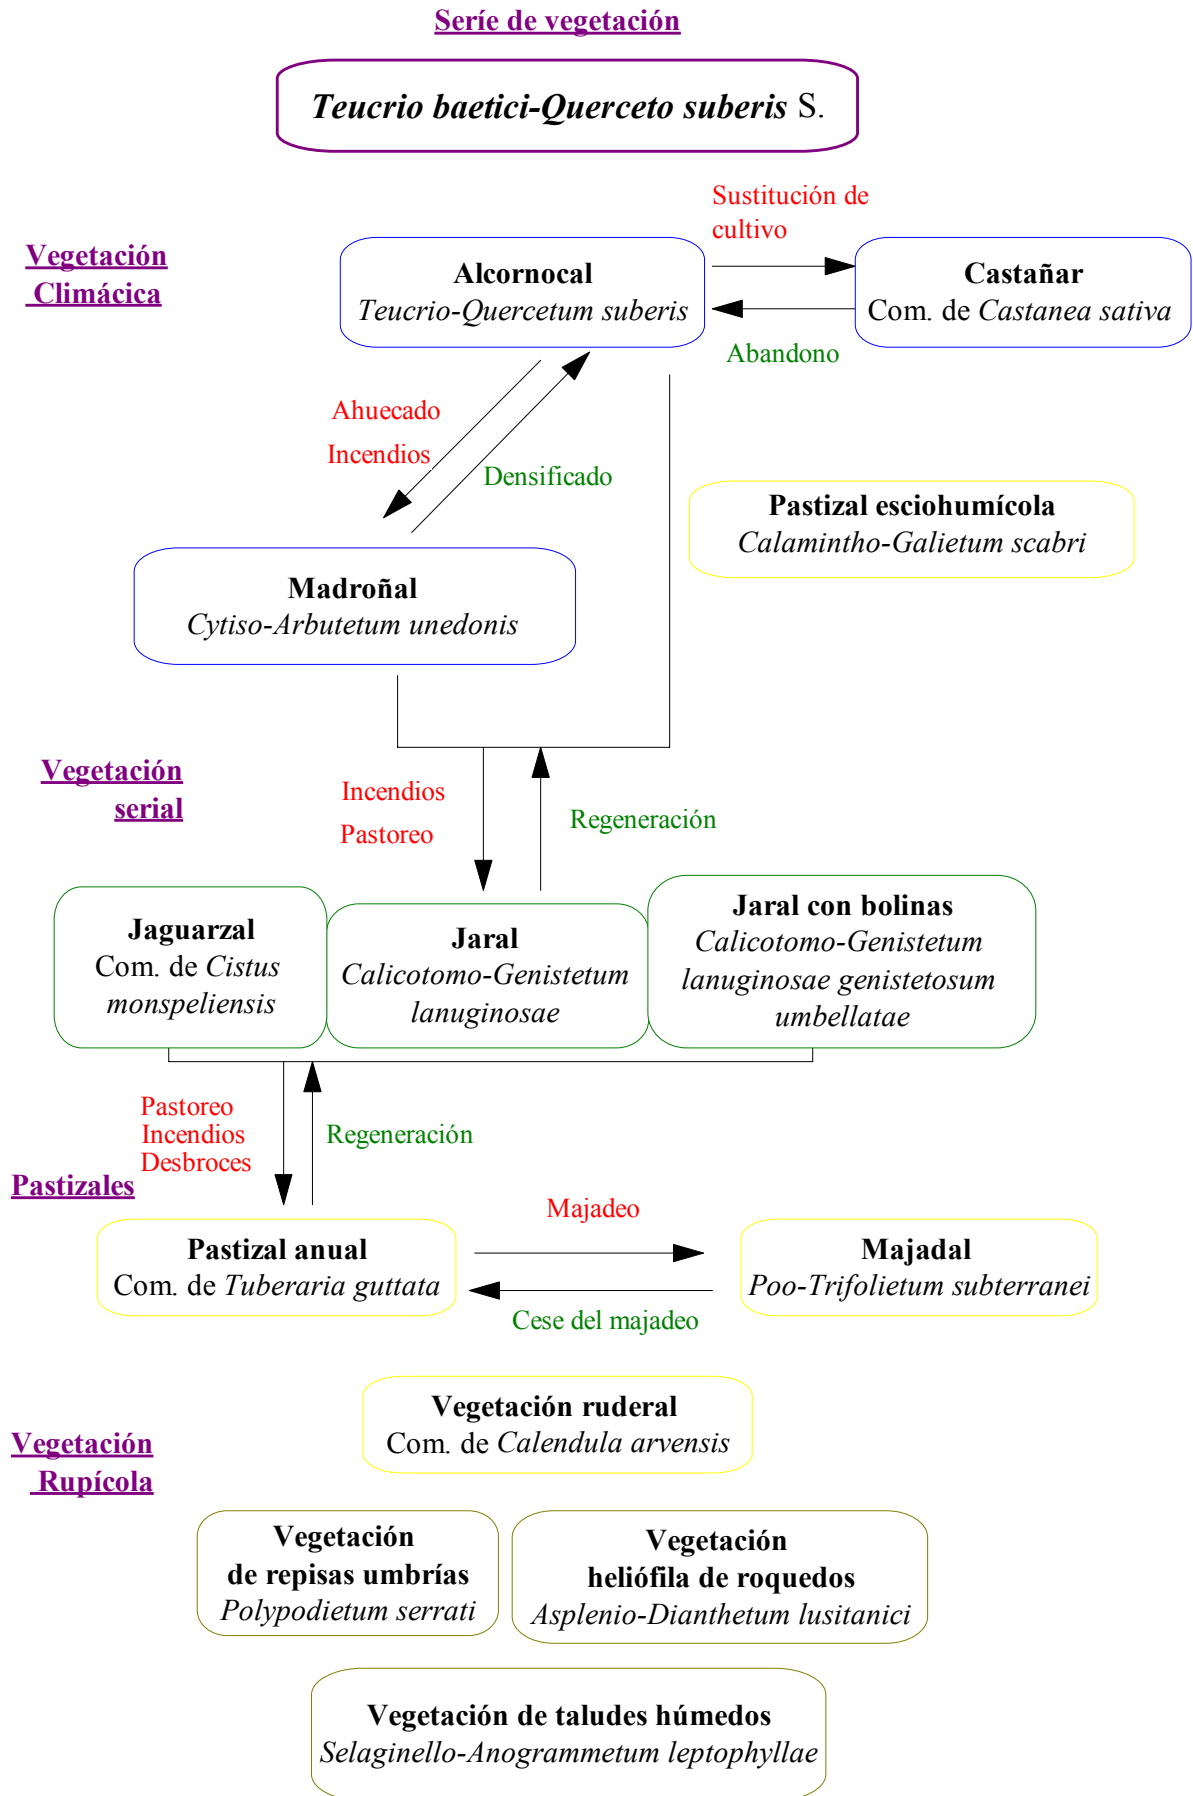 Seríe de vegetación
Teucrio baetici-Querceto suberis S.
Sustitución de
cultivo
Vegetación
Climácica
Alcornocal
Teucrio-Quercetum suberis
Castañar
Com. de Castanea sativa
Abandono
Ahuecado
Incendios
Densificado
Pastizal esciohumícola
Calamintho-Galietum scabri
Madroñal
Cytiso-Arbutetum unedonis
Vegetación
serial
Incendios
Pastoreo
Regeneración
Jaguarzal
Com. de Cistus
monspeliensis
Jaral
Calicotomo-Genistetum
lanuginosae
Jaral con bolinas
Calicotomo-Genistetum
lanuginosae genistetosum
umbellatae
Pastoreo
Incendios
Desbroces
Regeneración
Pastizales
Pastizal anual
Com. de Tuberaria guttata
Majadeo
Cese del majadeo
Majadal
Poo-Trifolietum subterranei
Vegetación ruderal
Com. de Calendula arvensis
Vegetación
Rupícola
Vegetación
de repisas umbrías
Polypodietum serrati
Vegetación
heliófila de roquedos
Asplenio-Dianthetum lusitanici
Vegetación de taludes húmedos
Selaginello-Anogrammetum leptophyllae